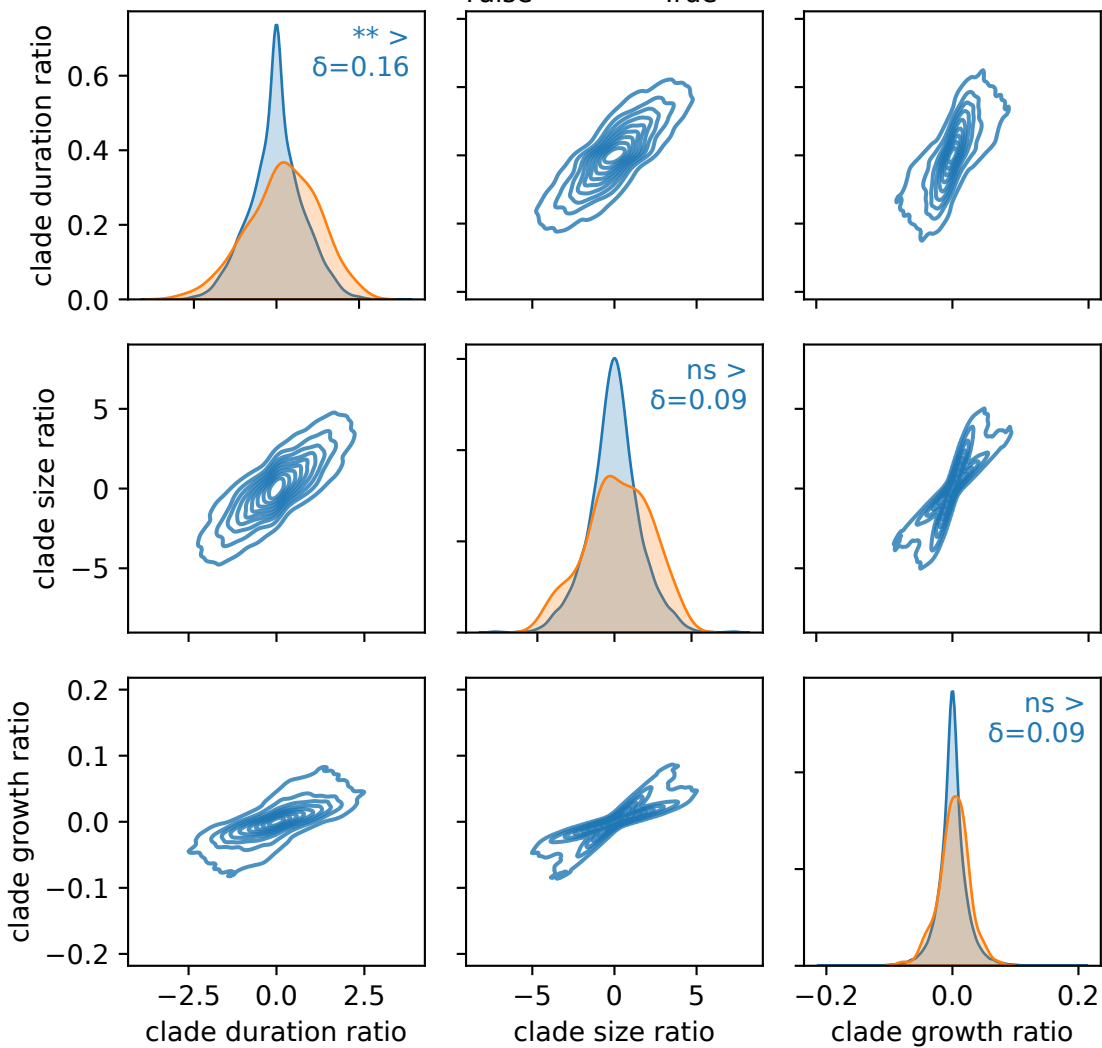 True
clade duration ratio
0.6
0.4
0.2
0.0
** >
δ=0.16
clade size ratio
5
0
−5
ns >
δ=0.09
clade growth ratio
0.2
0.1
0.0
−0.1
−0.2
ns >
δ=0.09
−2.5
0.0
2.5
−5
0
5
−0.2
0.0
0.2
clade duration ratio
clade size ratio
clade growth ratio